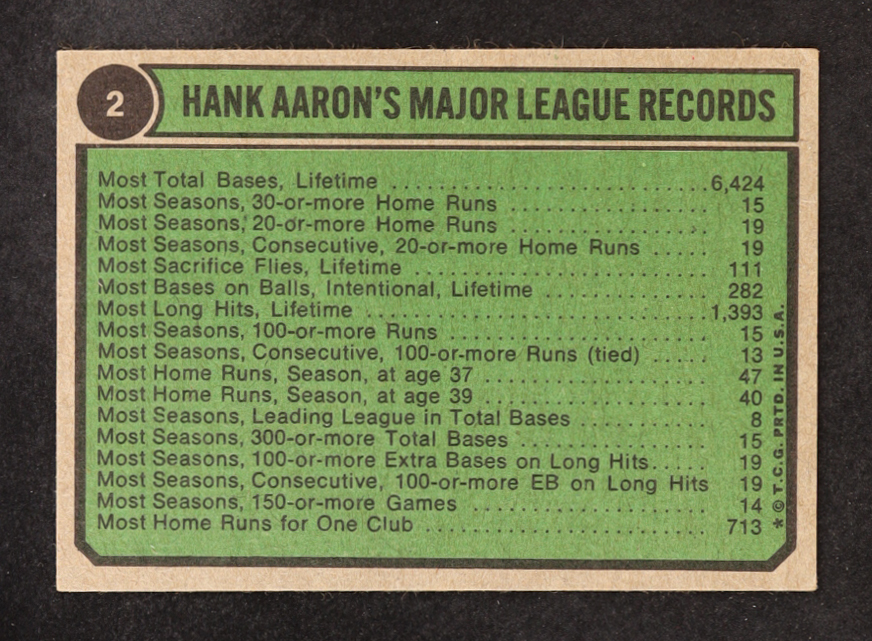 2
HANK AARON'S MAJOR LEAGUE RECORDS
Most Total Bases, Lifetime ............................ 6,424
Most Seasons, 30-or-more Home Runs ................. 15
Most Seasons, 20-or-more Home Runs ................. 19
Most Seasons, Consecutive, 20-or-more Home Runs ..... 19
Most Sacrifice Flies, Lifetime ......................... 111
Most Bases on Balls, Intentional, Lifetime .............. 282
Most Long Hits, Lifetime ............................. 1,393
Most Seasons, 100-or-more Runs ....................... 15
Most Seasons, Consecutive, 100-or-more Runs (tied) ..... 13
Most Home Runs, Season, at age 37 ................... 47
Most Home Runs, Season, at age 39 ................... 40
Most Seasons, Leading League in Total Bases ........... 8
Most Seasons, 300-or-more Total Bases ................ 15
Most Seasons, 100-or-more Extra Bases on Long Hits..... 19
Most Seasons, Consecutive, 100-or-more EB on Long Hits 19
Most Seasons, 150-or-more Games ..................... 14
Most Home Runs for One Club ......................... 713
* © T.C.G. PRTD. IN U.S.A.